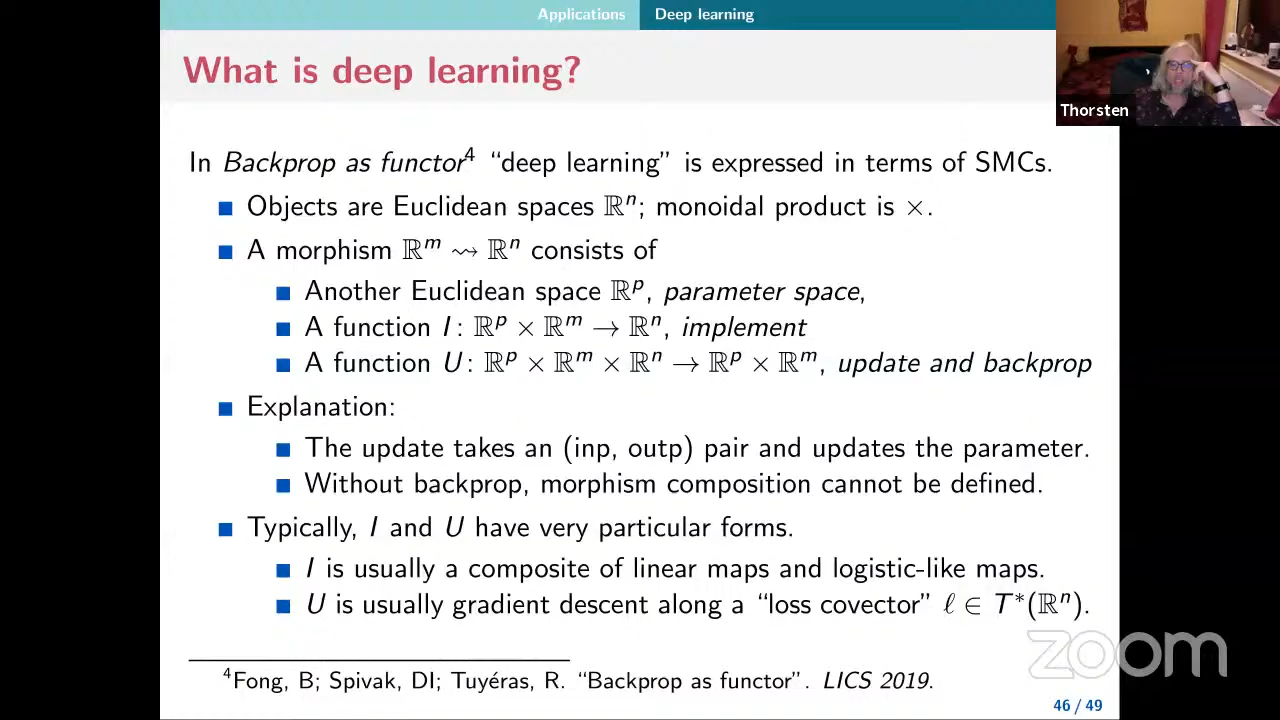 Applications Deep learning
What is deep learning?
Thorsten
In Backprop as functor⁴ “deep learning” is expressed in terms of SMCs.
Objects are Euclidean spaces ℝⁿ; monoidal product is ×.
A morphism ℝᵐ ⇝ ℝⁿ consists of
Another Euclidean space ℝᵖ, parameter space,
A function I: ℝᵖ × ℝᵐ → ℝⁿ, implement
A function U: ℝᵖ × ℝᵐ × ℝⁿ → ℝᵖ × ℝᵐ, update and backprop
Explanation:
The update takes an (inp, outp) pair and updates the parameter.
Without backprop, morphism composition cannot be defined.
Typically, I and U have very particular forms.
I is usually a composite of linear maps and logistic-like maps.
U is usually gradient descent along a “loss covector” ℓ ∈ T*(ℝⁿ).
zoom
⁴Fong, B; Spivak, DI; Tuyéras, R. “Backprop as functor”. LICS 2019.
46 / 49